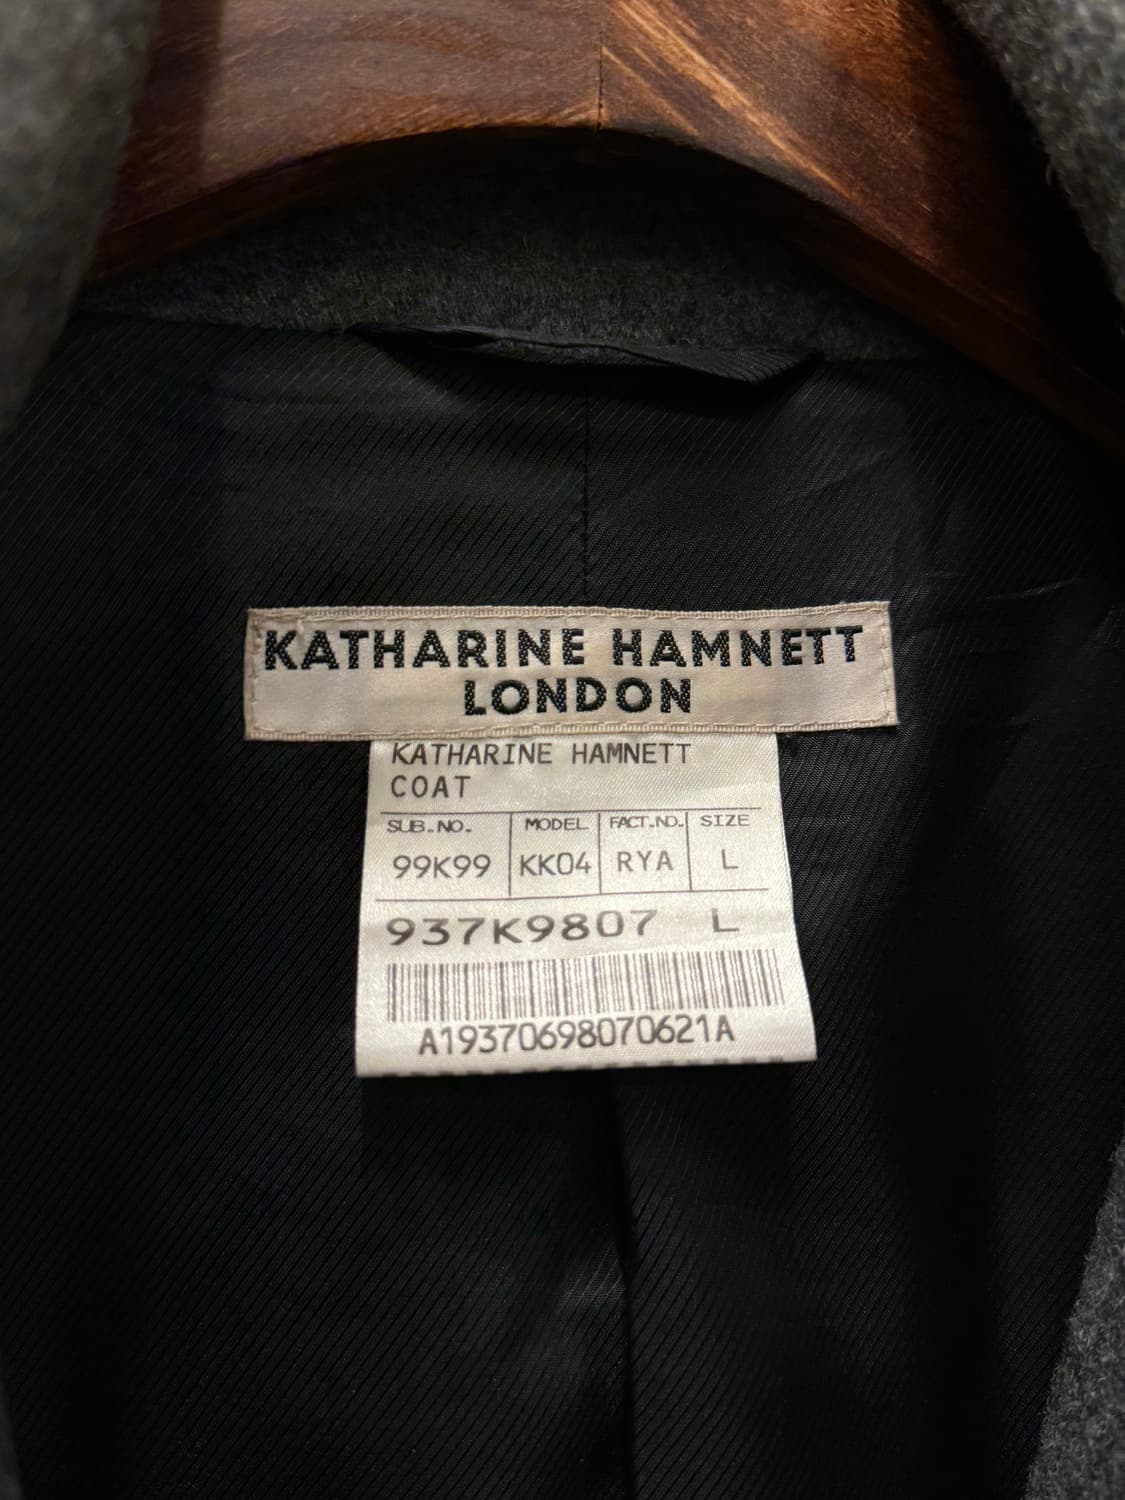 KATHARINE HAMNETT
LONDON
KATHARINE HAMNETT
COAT
SUB.NO. MODEL FACT.NO. SIZE
99K99 KK04 RYA L
937K9807 L
A19370698070621A